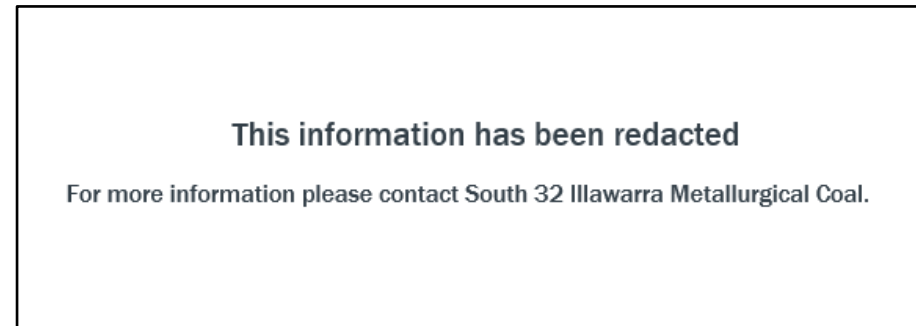 This information has been redacted
For more information please contact South 32 Illawarra Metallurgical Coal.